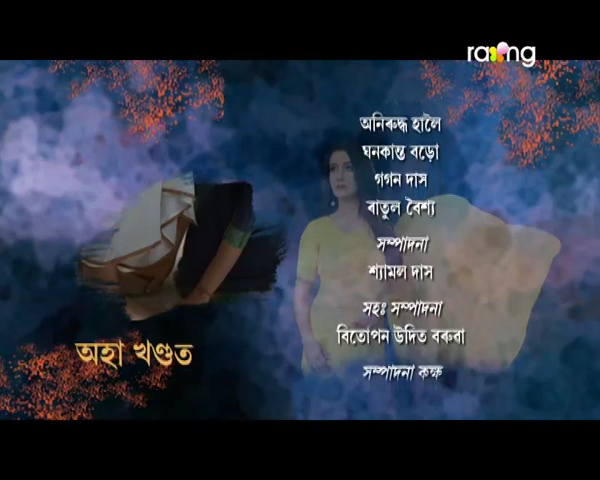 rang
অনিৰুদ্ধ হালৈ
ঘনকান্ত বড়ো
গগন দাস
ৰাতুল বৈশ্য
সম্পাদনা
শ্যামল দাস
সহঃ সম্পাদনা
বিতোপন উদিত বৰুৱা
সম্পাদনা কক্ষ
অহা খণ্ডত